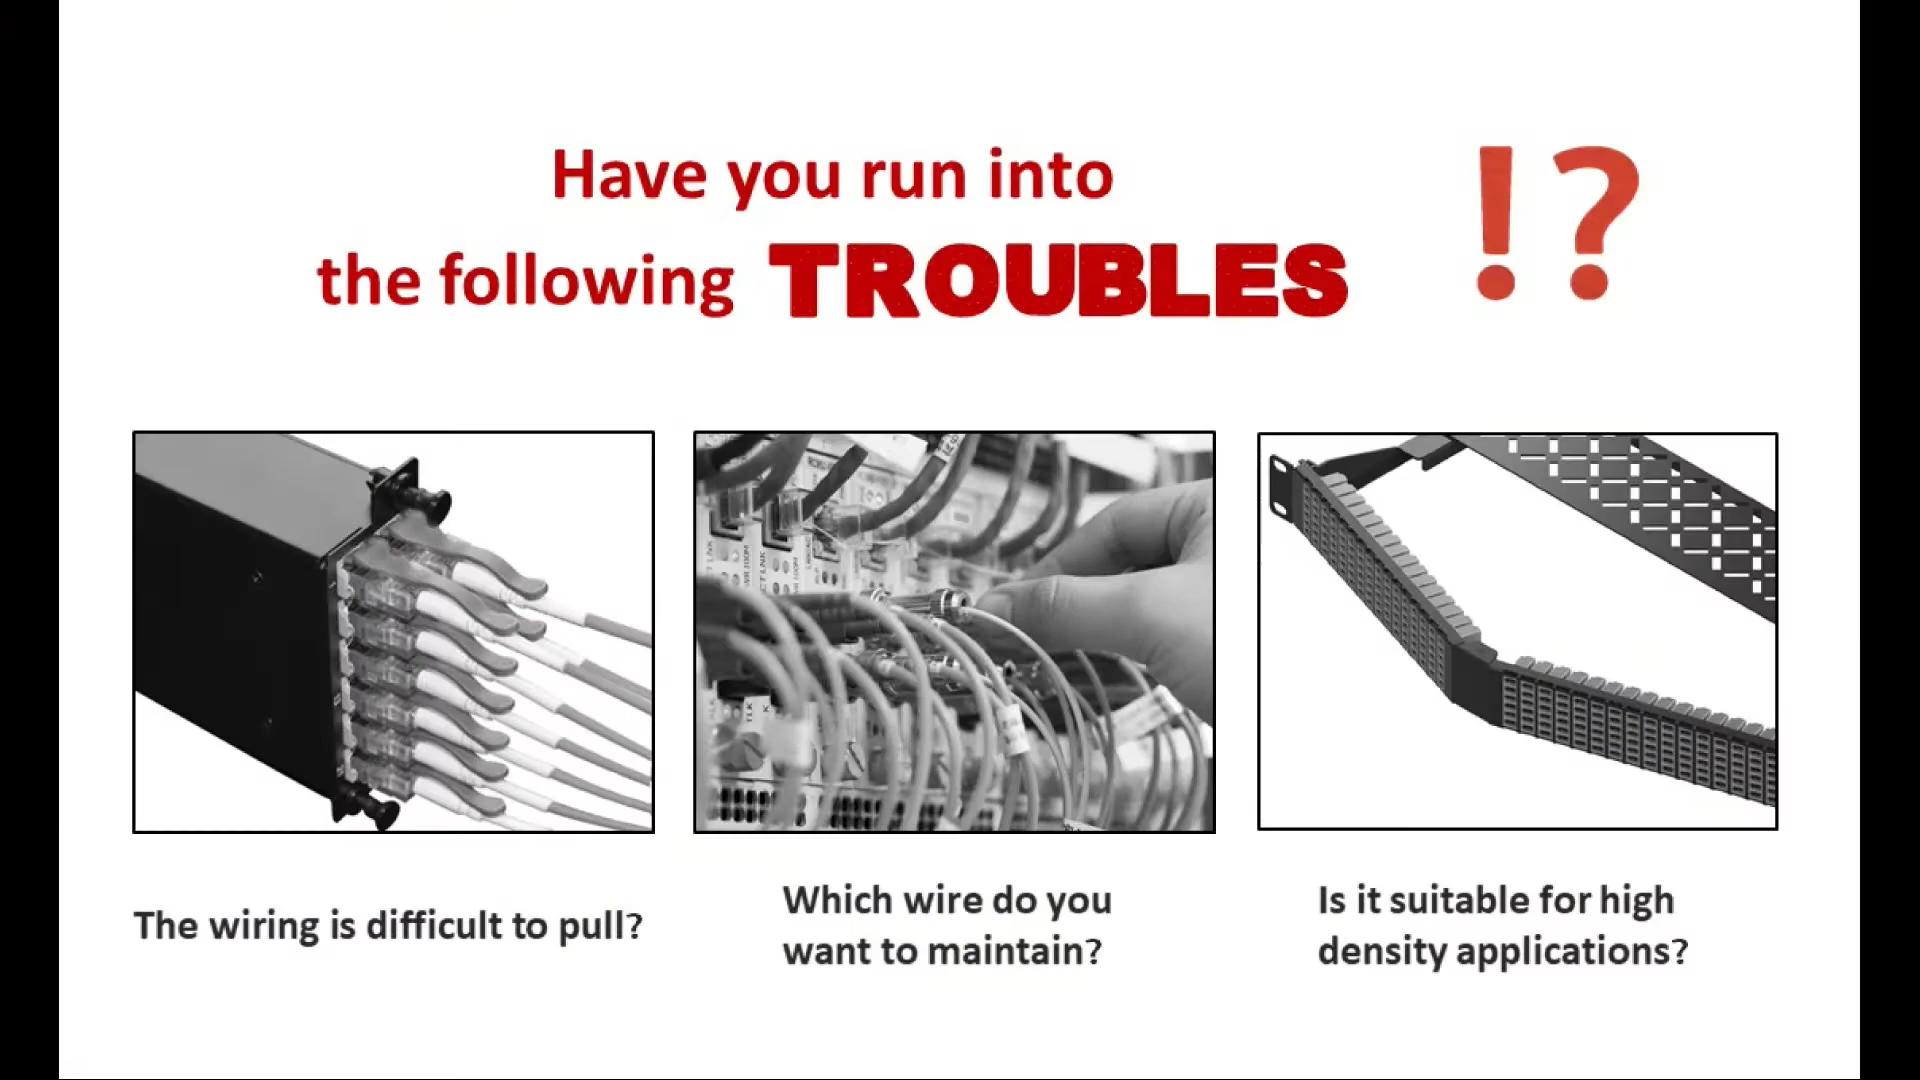 Have you run into
the following TROUBLES
!?
The wiring is difficult to pull?
Which wire do you
want to maintain?
Is it suitable for high
density applications?